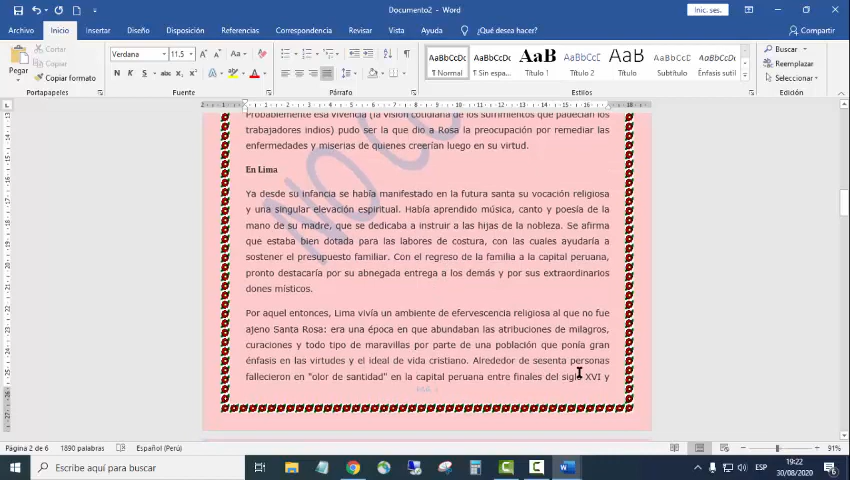 Documento2 - Word
Inic. ses.
Archivo Inicio Insertar Diseño Disposición Referencias Correspondencia Revisar Vista Ayuda ¿Qué desea hacer? Compartir
Pegar
Cortar
Copiar
Copiar formato
Portapapeles
Verdana 11.5
N K S abc x₂ x² A
Aa
Fuente
Párrafo
AaBbCcDc AaBbCcDc AaB AaBbCcD AaB AaBbCcD AaBbCcDc
¶ Normal ¶ Sin espa... Título 1 Título 2 Título Subtítulo Énfasis sutil
Estilos
Buscar
Reemplazar
Seleccionar
Edición
Probablemente esa vivencia (la visión cotidiana de los sufrimientos que padecían los
trabajadores indios) pudo ser la que dio a Rosa la preocupación por remediar las
enfermedades y miserias de quienes creerían luego en su virtud.
En Lima
Ya desde su infancia se había manifestado en la futura santa su vocación religiosa
y una singular elevación espiritual. Había aprendido música, canto y poesía de la
mano de su madre, que se dedicaba a instruir a las hijas de la nobleza. Se afirma
que estaba bien dotada para las labores de costura, con las cuales ayudaría a
sostener el presupuesto familiar. Con el regreso de la familia a la capital peruana,
pronto destacaría por su abnegada entrega a los demás y por sus extraordinarios
dones místicos.
Por aquel entonces, Lima vivía un ambiente de efervescencia religiosa al que no fue
ajeno Santa Rosa: era una época en que abundaban las atribuciones de milagros,
curaciones y todo tipo de maravillas por parte de una población que ponía gran
énfasis en las virtudes y el ideal de vida cristiano. Alrededor de sesenta personas
fallecieron en "olor de santidad" en la capital peruana entre finales del siglo XVI y
NO CO
Página 2 de 6 1890 palabras Español (Perú) 91%
Escribe aquí para buscar
ESP
19:22
30/08/2020